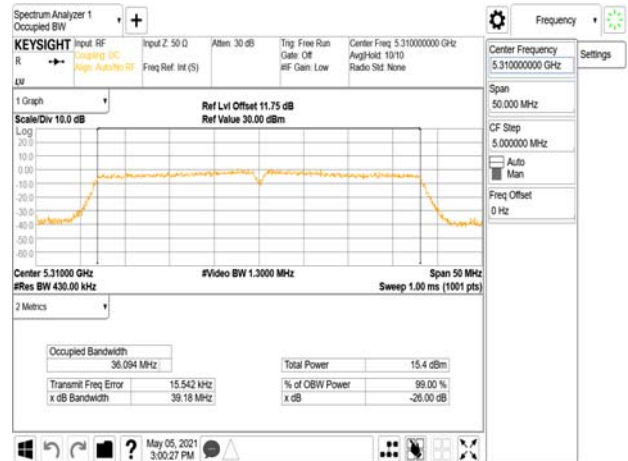 Spectrum Analyzer 1
Occupied BW
Frequency
KEYSIGHT
Input: RF
Coupling: DC
Align: Auto/No RF
Input Z: 50 Ω
Freq Ref: Int (S)
Atten: 30 dB
Trig: Free Run
Gate: Off
#IF Gain: Low
Center Freq: 5.310000000 GHz
Avg|Hold: 10/10
Radio Std: None
R
Center Frequency
5.310000000 GHz
Settings
Span
50.000 MHz
CF Step
5.000000 MHz
Auto
Man
Freq Offset
0 Hz
1 Graph
Scale/Div 10.0 dB
Ref Lvl Offset 11.75 dB
Ref Value 30.00 dBm
Log
20.0
10.0
0.00
-10.0
-20.0
-30.0
-40.0
-50.0
-60.0
Center 5.31000 GHz
#Res BW 430.00 kHz
#Video BW 1.3000 MHz
Span 50 MHz
Sweep 1.00 ms (1001 pts)
2 Metrics
Occupied Bandwidth
36.094 MHz
Transmit Freq Error 15.542 kHz
x dB Bandwidth 39.18 MHz
Total Power 15.4 dBm
% of OBW Power 99.00 %
x dB -26.00 dB
?
May 05, 2021
3:00:27 PM